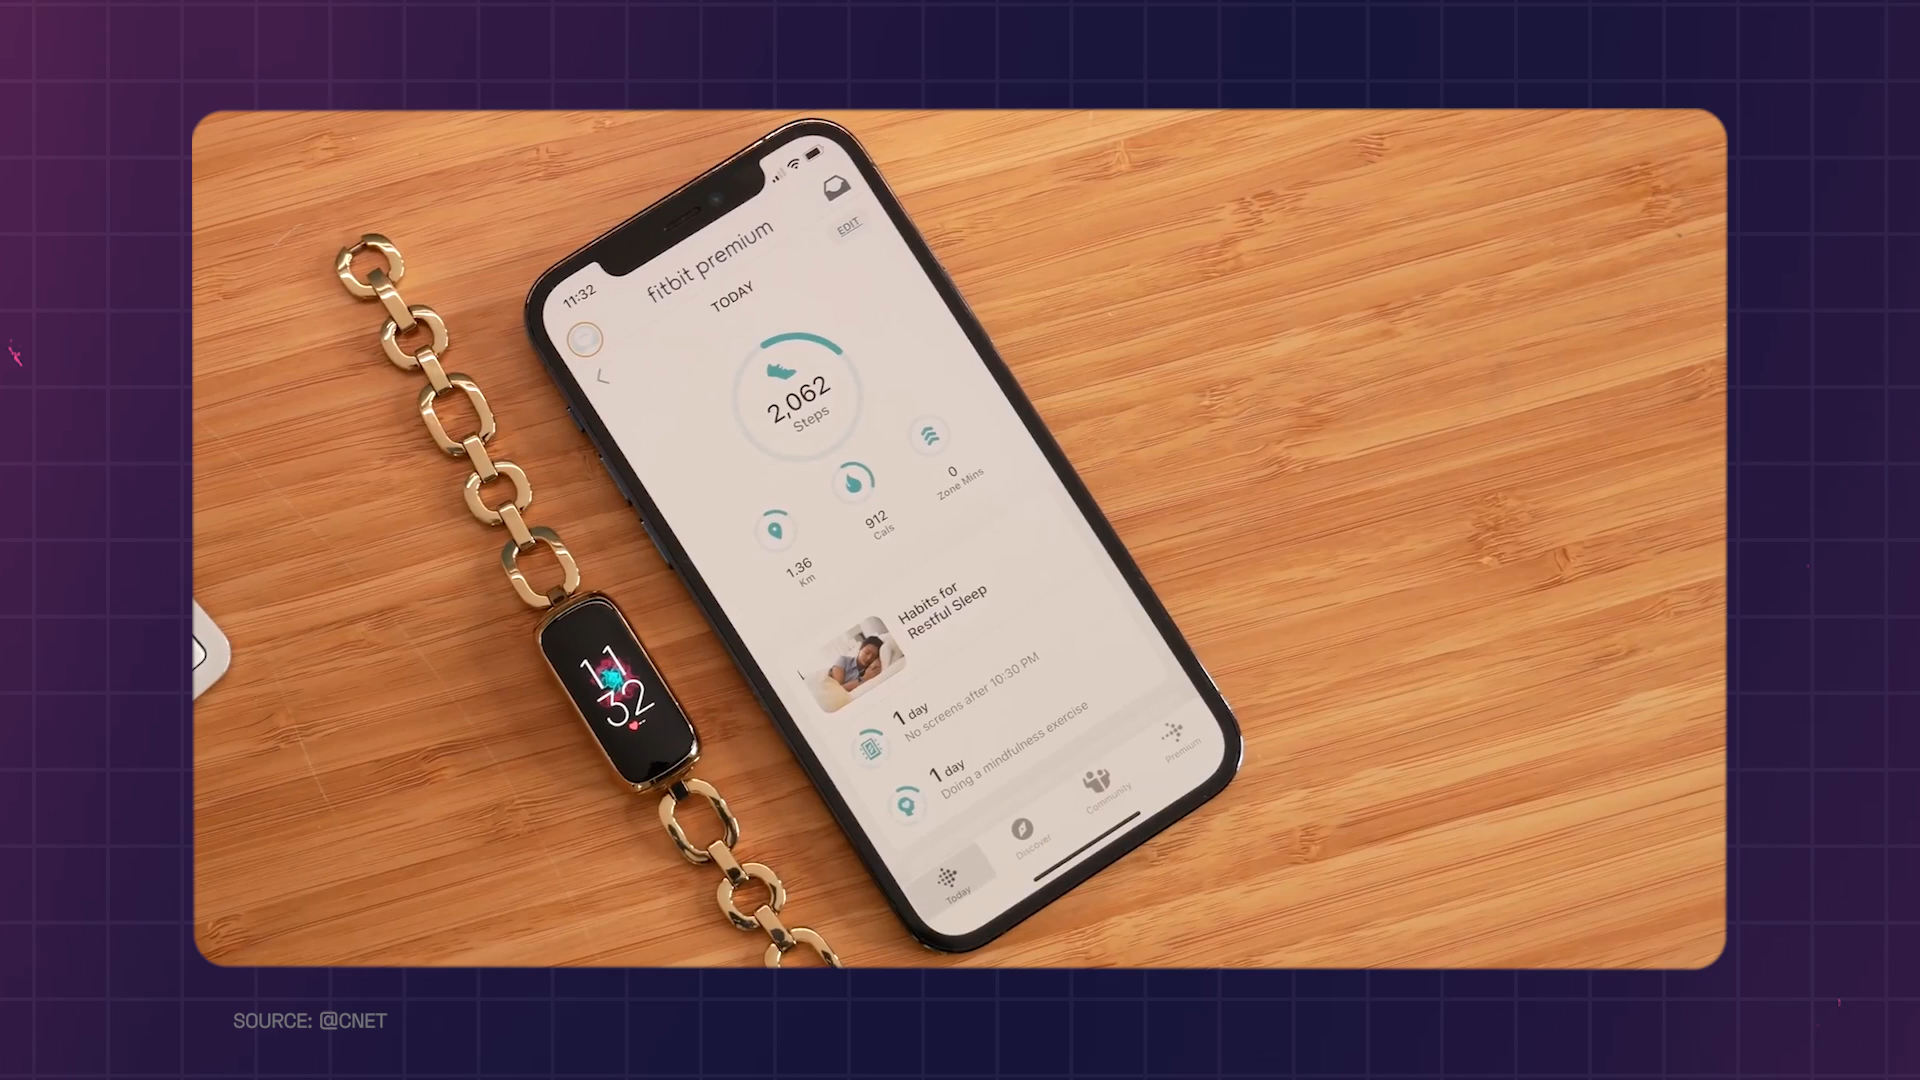 11:32
fitbit premium
EDIT
TODAY
2,062
Steps
1.36
Km
912
Cals
0
Zone Mins
Habits for
Restful Sleep
1 day
No screens after 10:30 PM
1 day
Doing a mindfulness exercise
Today
Discover
Community
Premium
11
32
SOURCE: @CNET